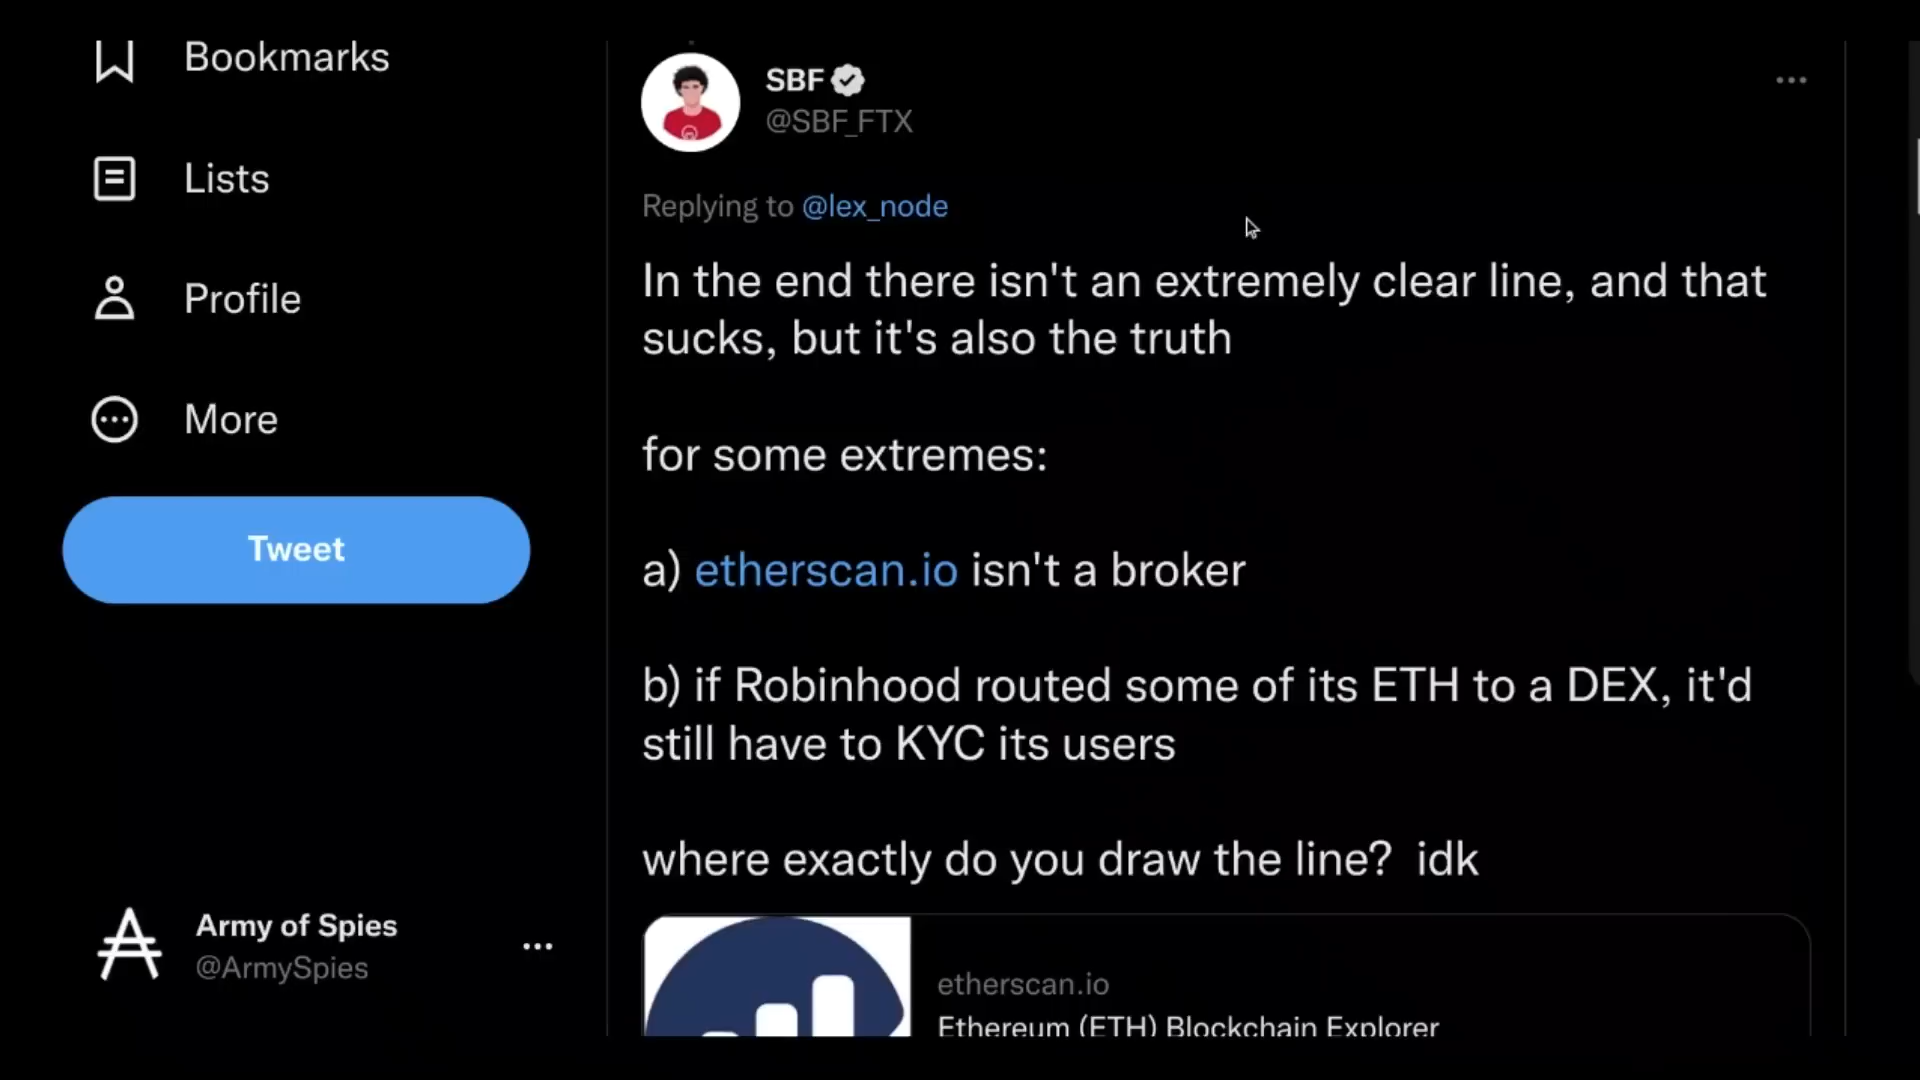 Bookmarks
Lists
Profile
More
Tweet
Army of Spies
@ArmySpies
SBF
@SBF_FTX
Replying to @lex_node
In the end there isn't an extremely clear line, and that
sucks, but it's also the truth
for some extremes:
a) etherscan.io isn't a broker
b) if Robinhood routed some of its ETH to a DEX, it'd
still have to KYC its users
where exactly do you draw the line?  idk
etherscan.io
Ethereum (ETH) Blockchain Explorer